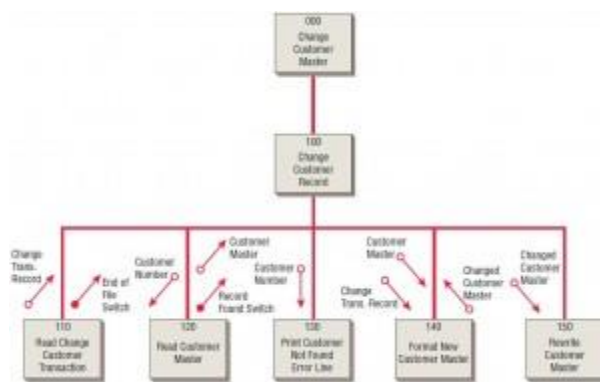 000
Change
Customer
Master
100
Change
Customer
Record
Change
Trans.
Record
End of
File
Switch
Customer
Number
Customer
Master
Record
Found Switch
Customer
Number
Customer
Master
Change
Trans. Record
Changed
Customer
Master
Changed
Customer
Master
110
Read Change
Customer
Transaction
120
Read Customer
Master
130
Print Customer
Not Found
Error Line
140
Format New
Customer Master
150
Rewrite
Customer
Master